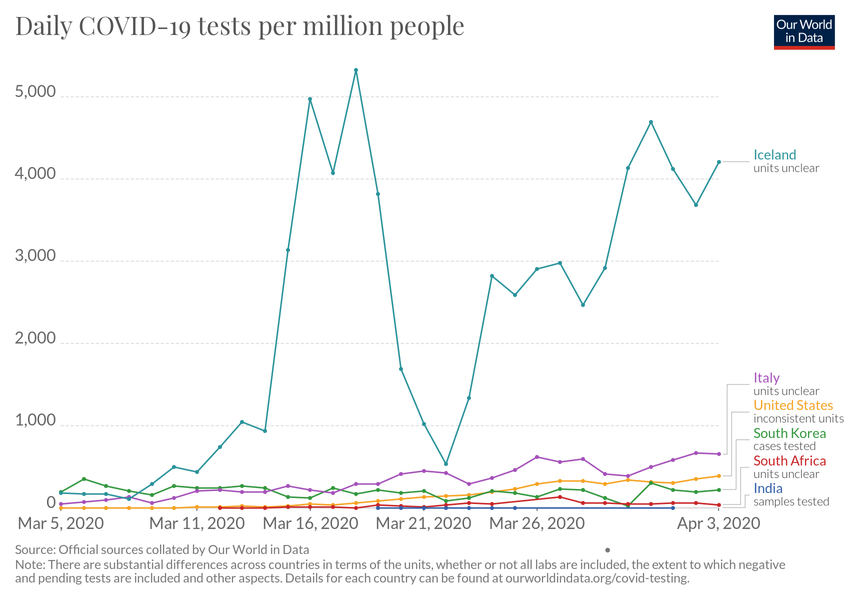 Daily COVID-19 tests per million people
Our World
in Data
5,000
4,000
3,000
2,000
1,000
0
Iceland
units unclear
Italy
units unclear
United States
inconsistent units
South Korea
cases tested
South Africa
units unclear
India
samples tested
Mar 5, 2020 Mar 11, 2020 Mar 16, 2020 Mar 21, 2020 Mar 26, 2020 Apr 3, 2020
Source: Official sources collated by Our World in Data
Note: There are substantial differences across countries in terms of the units, whether or not all labs are included, the extent to which negative
and pending tests are included and other aspects. Details for each country can be found at ourworldindata.org/covid-testing.